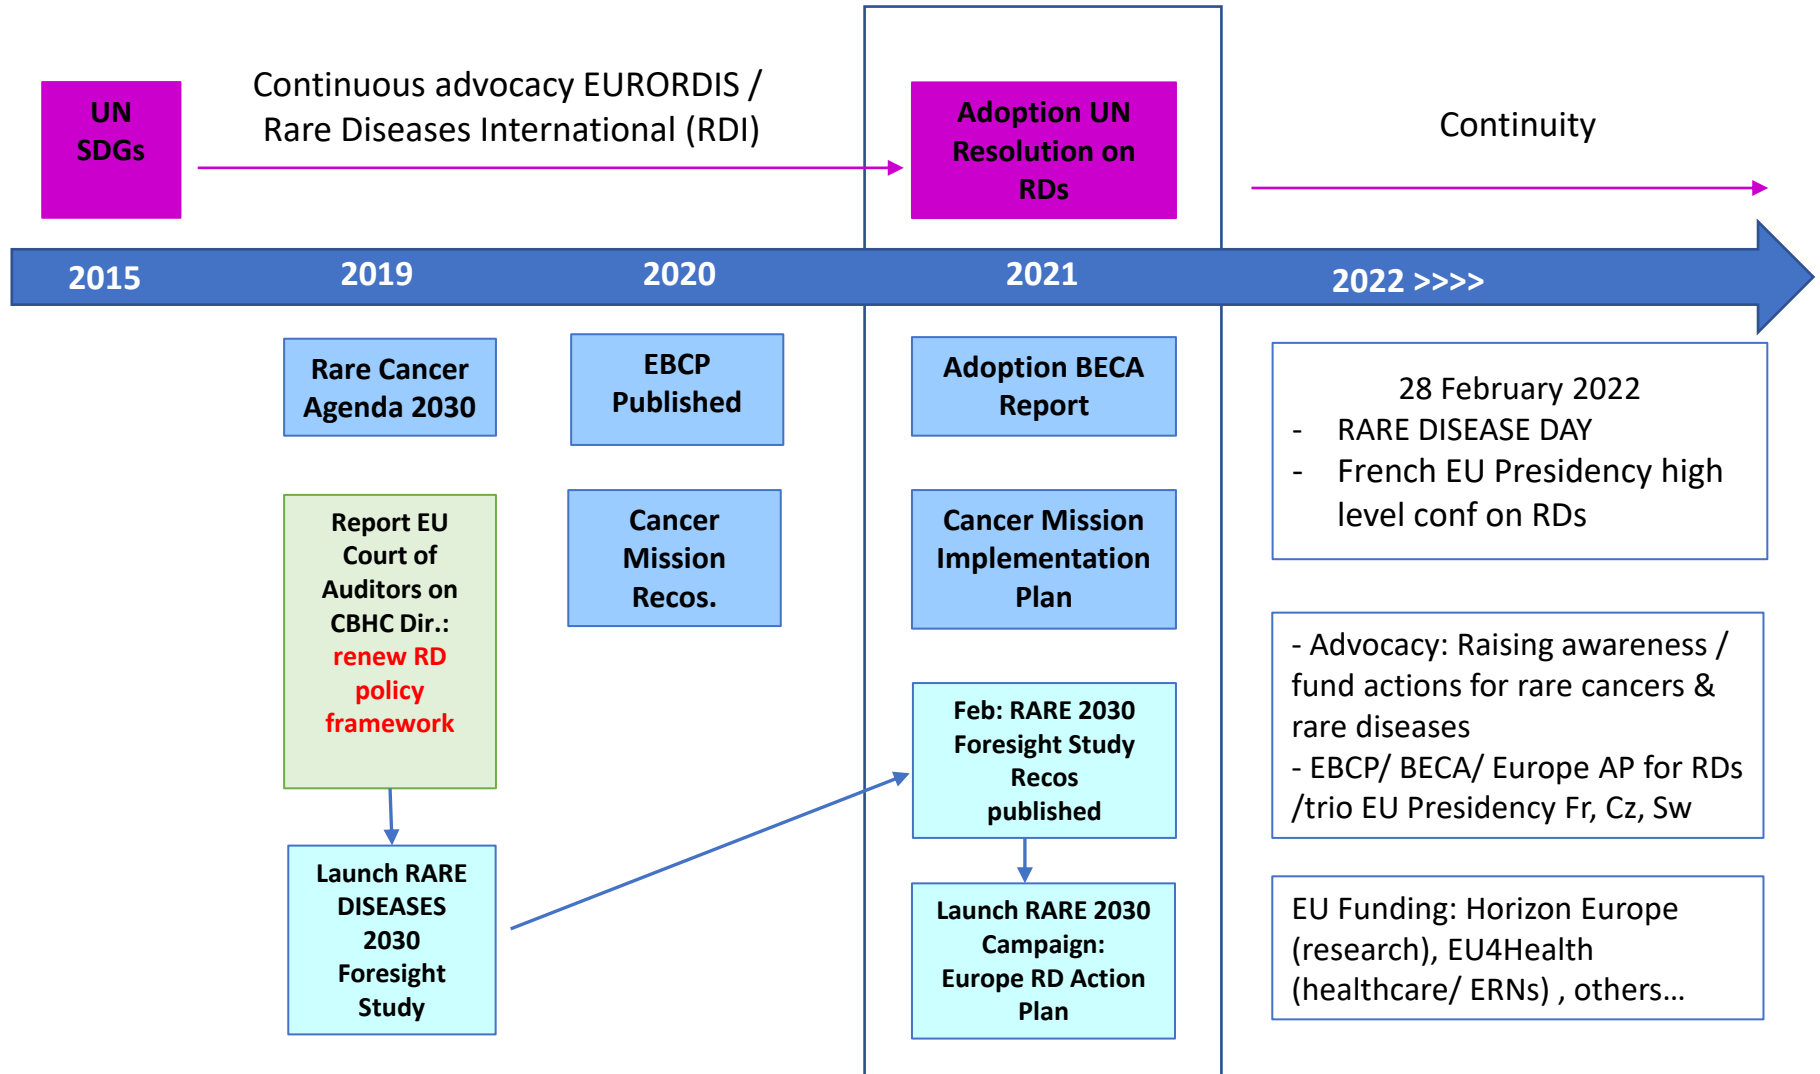 UN
SDGs
Continuous advocacy EURORDIS /
Rare Diseases International (RDI)
Adoption UN
Resolution on
RDs
Continuity
2015
2019
2020
2021
2022 >>>>
Rare Cancer
Agenda 2030
Report EU
Court of
Auditors on
CBHC Dir.:
renew RD
policy
framework
Launch RARE
DISEASES
2030
Foresight
Study
EBCP
Published
Cancer
Mission
Recos.
Adoption BECA
Report
Cancer Mission
Implementation
Plan
Feb: RARE 2030
Foresight Study
Recos
published
Launch RARE 2030
Campaign:
Europe RD Action
Plan
28 February 2022
- RARE DISEASE DAY
- French EU Presidency high
level conf on RDs
- Advocacy: Raising awareness /
fund actions for rare cancers &
rare diseases
- EBCP/ BECA/ Europe AP for RDs
/trio EU Presidency Fr, Cz, Sw
EU Funding: Horizon Europe
(research), EU4Health
(healthcare/ ERNs) , others…